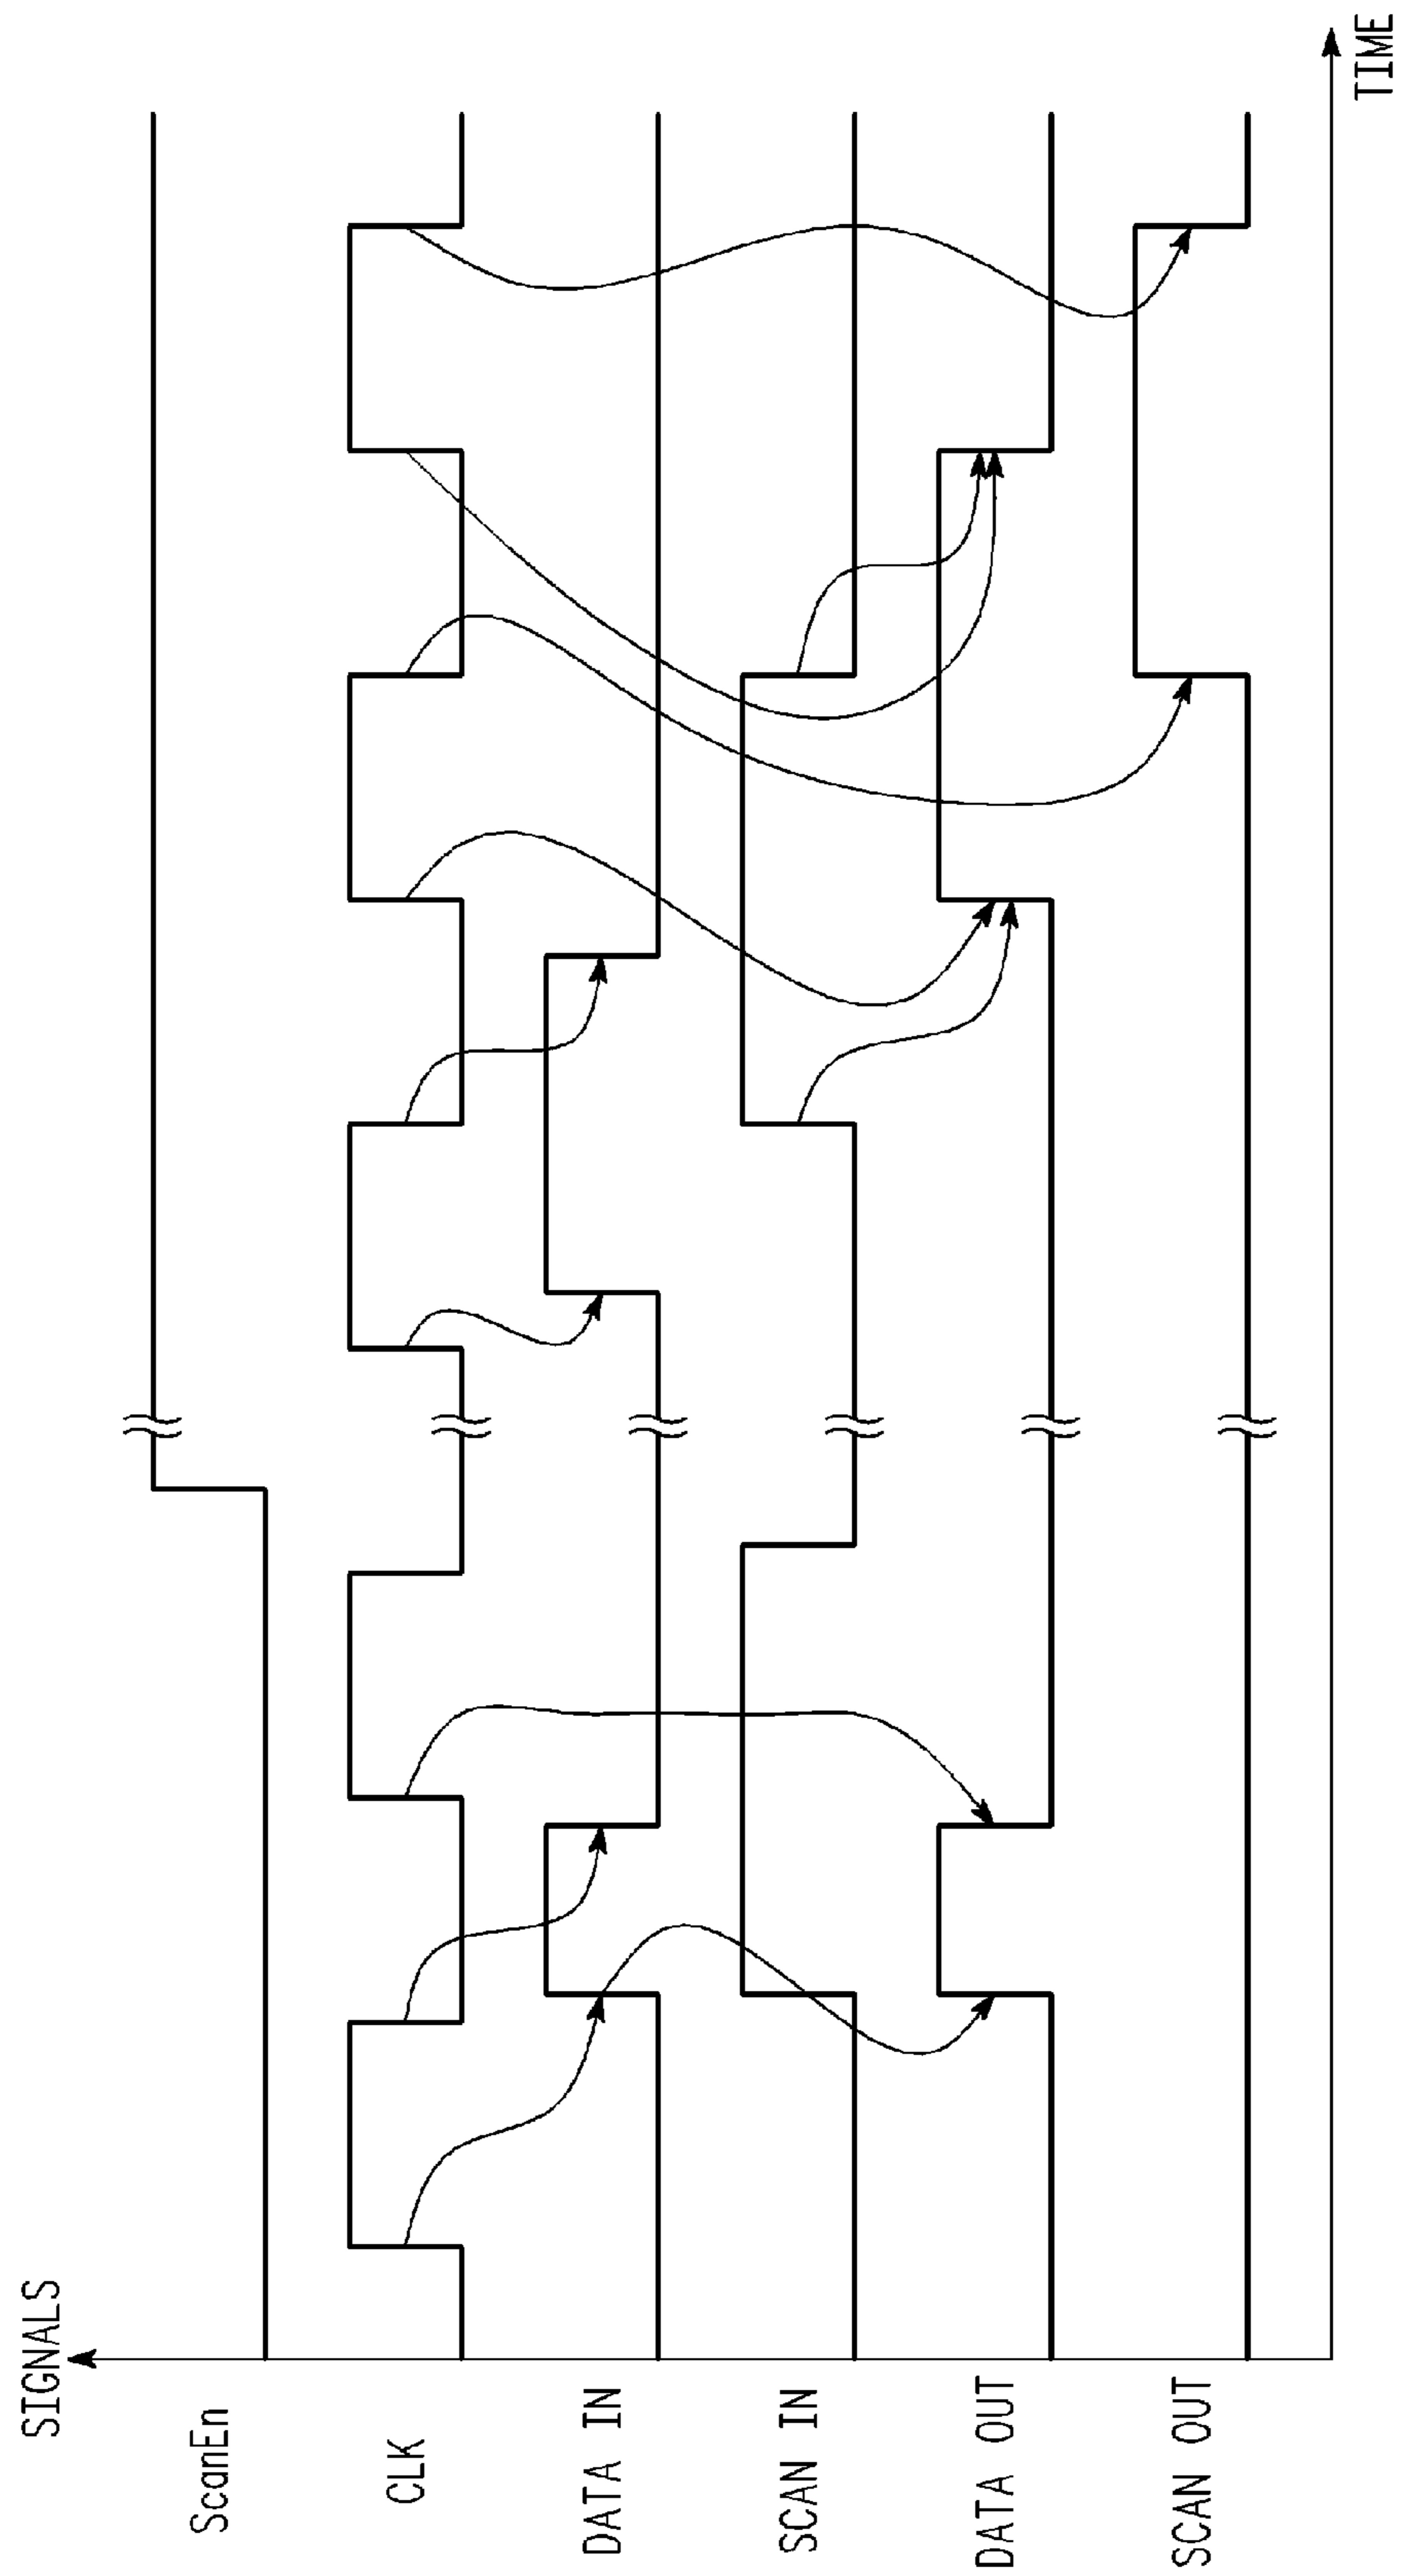 SIGNALS
ScanEn
CLK
DATA IN
SCAN IN
DATA OUT
SCAN OUT
TIME